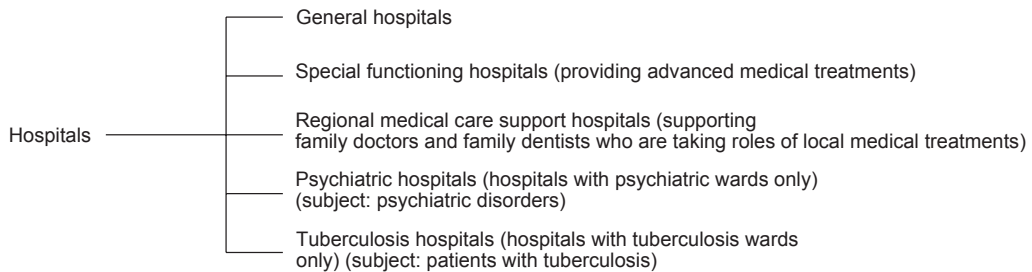 General hospitals
Special functioning hospitals (providing advanced medical treatments)
Hospitals
Regional medical care support hospitals (supporting
family doctors and family dentists who are taking roles of local medical treatments)
Psychiatric hospitals (hospitals with psychiatric wards only)
(subject: psychiatric disorders)
Tuberculosis hospitals (hospitals with tuberculosis wards
only) (subject: patients with tuberculosis)